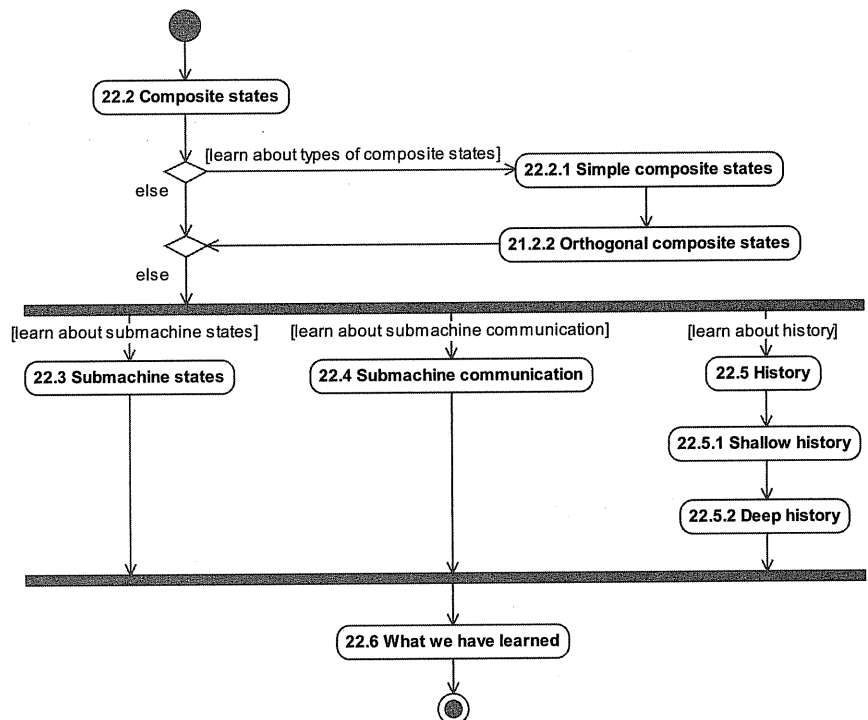 22.2 Composite states
[learn about types of composite states]
22.2.1 Simple composite states
else
21.2.2 Orthogonal composite states
else
[learn about submachine states]
[learn about submachine communication]
[learn about history]
22.3 Submachine states
22.4 Submachine communication
22.5 History
22.5.1 Shallow history
22.5.2 Deep history
22.6 What we have learned